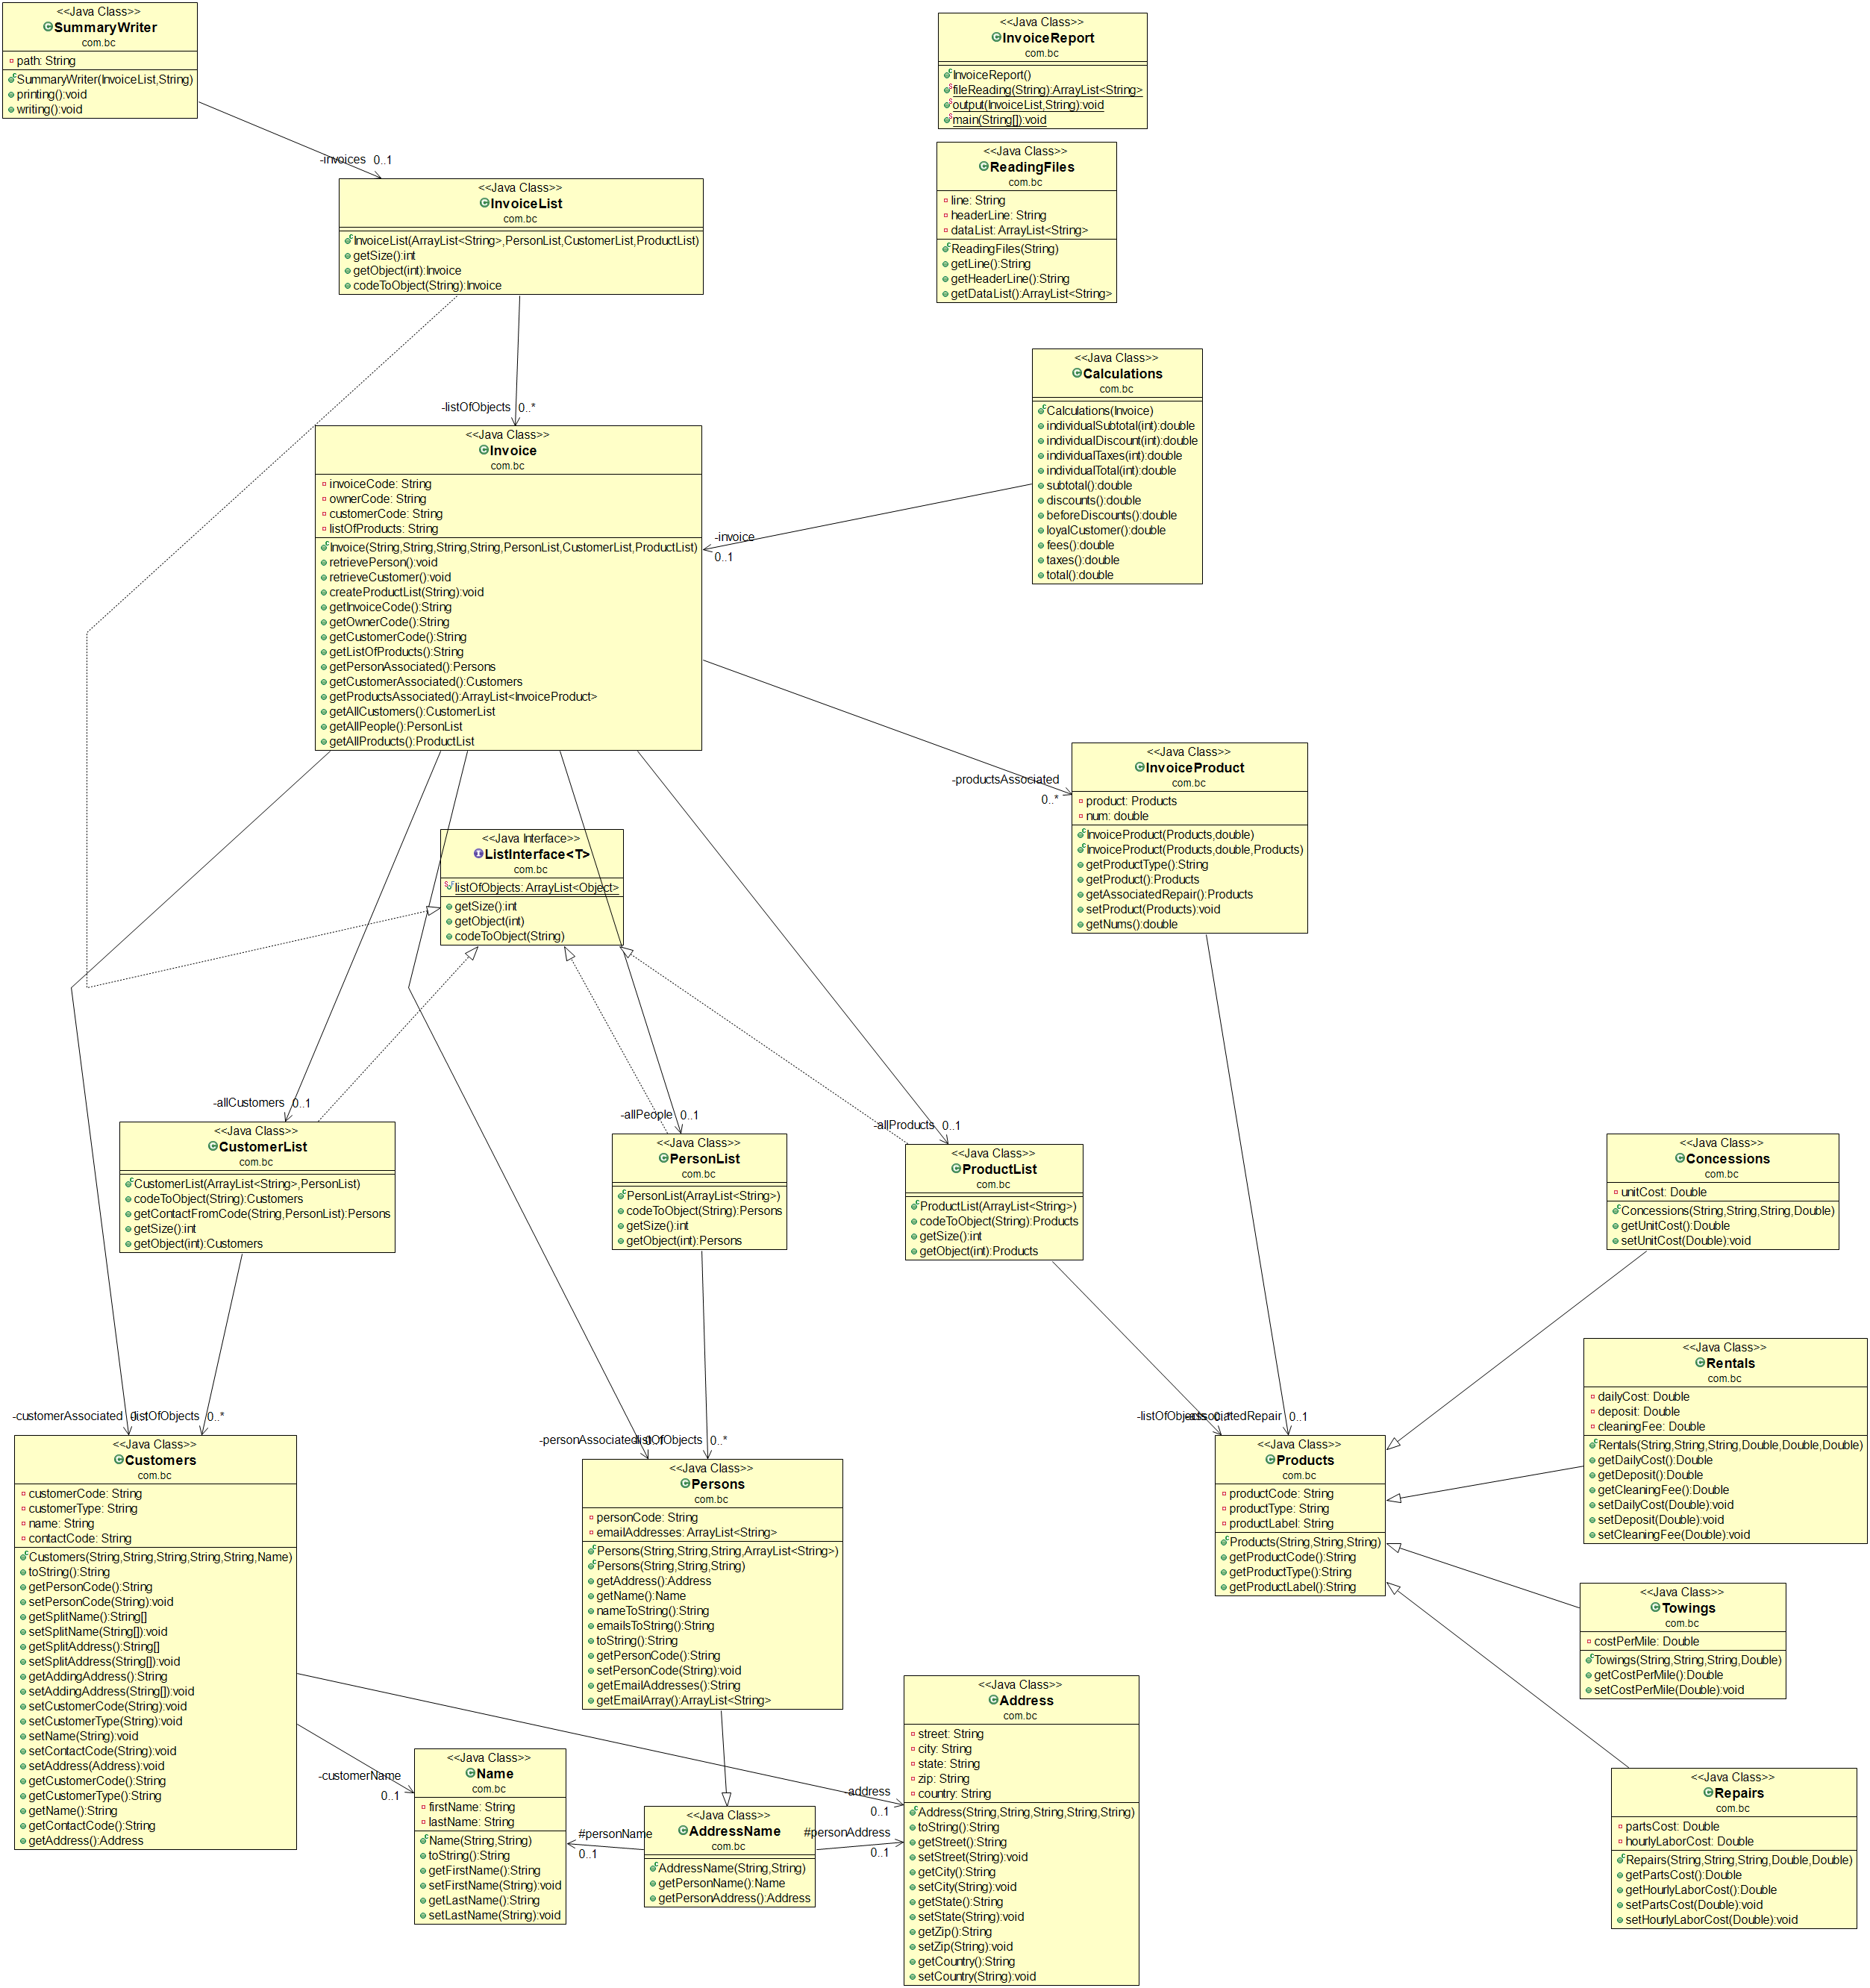 <<Java Class>>
SummaryWriter
com.bc
path: String
SummaryWriter(InvoiceList,String)
printing():void
writing():void
<<Java Class>>
InvoiceReport
com.bc
InvoiceReport()
fileReading(String):ArrayList<String>
output(InvoiceList,String):void
main(String[]):void
<<Java Class>>
ReadingFiles
com.bc
line: String
headerLine: String
dataList: ArrayList<String>
ReadingFiles(String)
getLine():String
getHeaderLine():String
getDataList():ArrayList<String>
-invoices 0..1
<<Java Class>>
InvoiceList
com.bc
InvoiceList(ArrayList<String>,PersonList,CustomerList,ProductList)
getSize():int
getObject(int):Invoice
codeToObject(String):Invoice
-listOfObjects 0..*
<<Java Class>>
Calculations
com.bc
Calculations(Invoice)
individualSubtotal(int):double
individualDiscount(int):double
individualTaxes(int):double
individualTotal(int):double
subtotal():double
discounts():double
beforeDiscounts():double
loyalCustomer():double
fees():double
taxes():double
total():double
-invoice
0..1
<<Java Class>>
Invoice
com.bc
invoiceCode: String
ownerCode: String
customerCode: String
listOfProducts: String
Invoice(String,String,String,String,PersonList,CustomerList,ProductList)
retrievePerson():void
retrieveCustomer():void
createProductList(String):void
getInvoiceCode():String
getOwnerCode():String
getCustomerCode():String
getListOfProducts():String
getPersonAssociated():Persons
getCustomerAssociated():Customers
getProductsAssociated():ArrayList<InvoiceProduct>
getAllCustomers():CustomerList
getAllPeople():PersonList
getAllProducts():ProductList
-productsAssociated
0..*
<<Java Class>>
InvoiceProduct
com.bc
product: Products
num: double
InvoiceProduct(Products,double)
InvoiceProduct(Products,double,Products)
getProductType():String
getProduct():Products
getAssociatedRepair():Products
setProduct(Products):void
getNums():double
<<Java Interface>>
ListInterface<T>
com.bc
listOfObjects: ArrayList<Object>
getSize():int
getObject(int)
codeToObject(String)
-allCustomers 0..1
<<Java Class>>
CustomerList
com.bc
CustomerList(ArrayList<String>,PersonList)
codeToObject(String):Customers
getContactFromCode(String,PersonList):Persons
getSize():int
getObject(int):Customers
-allPeople 0..1
<<Java Class>>
PersonList
com.bc
PersonList(ArrayList<String>)
codeToObject(String):Persons
getSize():int
getObject(int):Persons
-allProducts 0..1
<<Java Class>>
ProductList
com.bc
ProductList(ArrayList<String>)
codeToObject(String):Products
getSize():int
getObject(int):Products
<<Java Class>>
Concessions
com.bc
unitCost: Double
Concessions(String,String,String,Double)
getUnitCost():Double
setUnitCost(Double):void
<<Java Class>>
Rentals
com.bc
dailyCost: Double
deposit: Double
cleaningFee: Double
Rentals(String,String,String,Double,Double,Double)
getDailyCost():Double
getDeposit():Double
getCleaningFee():Double
setDailyCost(Double):void
setDeposit(Double):void
setCleaningFee(Double):void
-customerAssociated 0..1
-listOfObjects 0..*
<<Java Class>>
Customers
com.bc
customerCode: String
customerType: String
name: String
contactCode: String
Customers(String,String,String,String,String,Name)
toString():String
getPersonCode():String
setPersonCode(String):void
getSplitName():String[]
setSplitName(String[]):void
getSplitAddress():String[]
setSplitAddress(String[]):void
getAddingAddress():String
setAddingAddress(String[]):void
setCustomerCode(String):void
setCustomerType(String):void
setName(String):void
setContactCode(String):void
setAddress(Address):void
getCustomerCode():String
getCustomerType():String
getName():String
getContactCode():String
getAddress():Address
-personAssociated 0..1
-listOfObjects 0..*
<<Java Class>>
Persons
com.bc
personCode: String
emailAddresses: ArrayList<String>
Persons(String,String,String,ArrayList<String>)
Persons(String,String,String)
getAddress():Address
getName():Name
nameToString():String
emailsToString():String
toString():String
getPersonCode():String
setPersonCode(String):void
getEmailAddresses():String
getEmailArray():ArrayList<String>
-listOfObjects 0..*
-associatedRepair 0..1
<<Java Class>>
Products
com.bc
productCode: String
productType: String
productLabel: String
Products(String,String,String)
getProductCode():String
getProductType():String
getProductLabel():String
<<Java Class>>
Towings
com.bc
costPerMile: Double
Towings(String,String,String,Double)
getCostPerMile():Double
setCostPerMile(Double):void
<<Java Class>>
Repairs
com.bc
partsCost: Double
hourlyLaborCost: Double
Repairs(String,String,String,Double,Double)
getPartsCost():Double
getHourlyLaborCost():Double
setPartsCost(Double):void
setHourlyLaborCost(Double):void
-customerName
0..1
<<Java Class>>
Name
com.bc
firstName: String
lastName: String
Name(String,String)
toString():String
getFirstName():String
setFirstName(String):void
getLastName():String
setLastName(String):void
#personName
0..1
<<Java Class>>
AddressName
com.bc
AddressName(String,String)
getPersonName():Name
getPersonAddress():Address
-address
0..1
#personAddress
0..1
<<Java Class>>
Address
com.bc
street: String
city: String
state: String
zip: String
country: String
Address(String,String,String,String,String)
toString():String
getStreet():String
setStreet(String):void
getCity():String
setCity(String):void
getState():String
setState(String):void
getZip():String
setZip(String):void
getCountry():String
setCountry(String):void